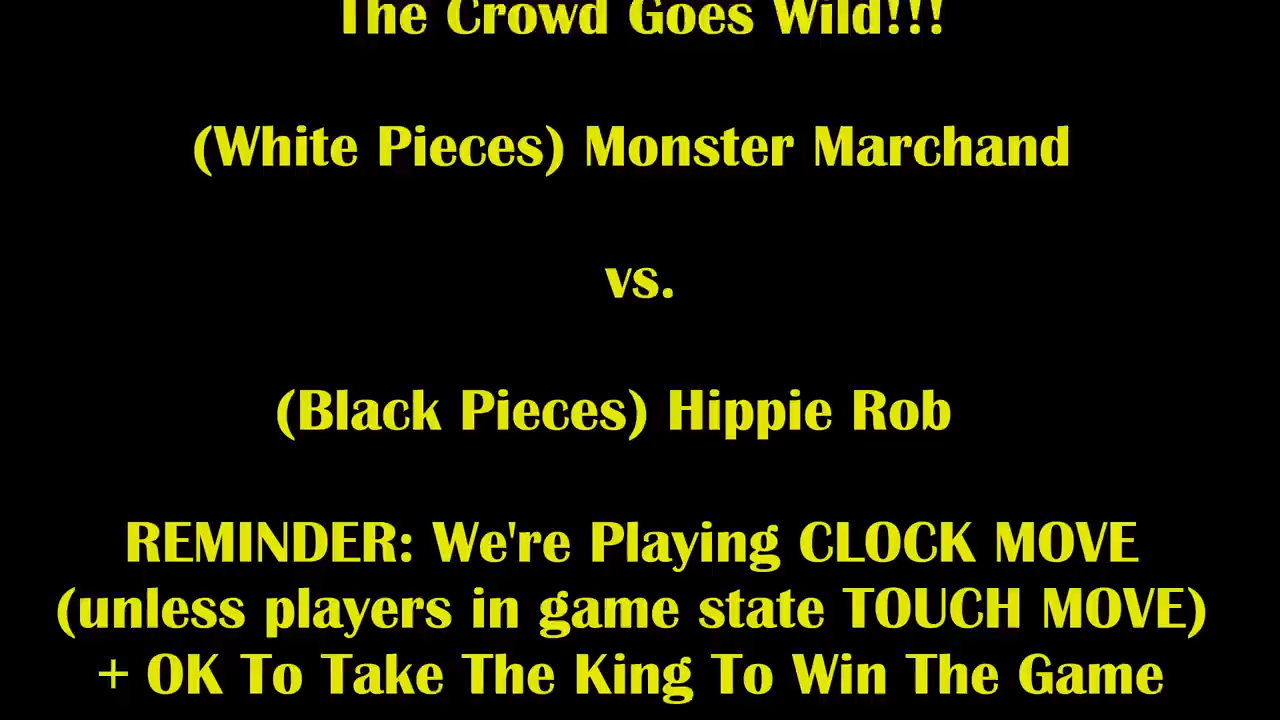 The Crowd Goes Wild!!!
(White Pieces) Monster Marchand
vs.
(Black Pieces) Hippie Rob
REMINDER: We're Playing CLOCK MOVE
(unless players in game state TOUCH MOVE)
+ OK To Take The King To Win The Game